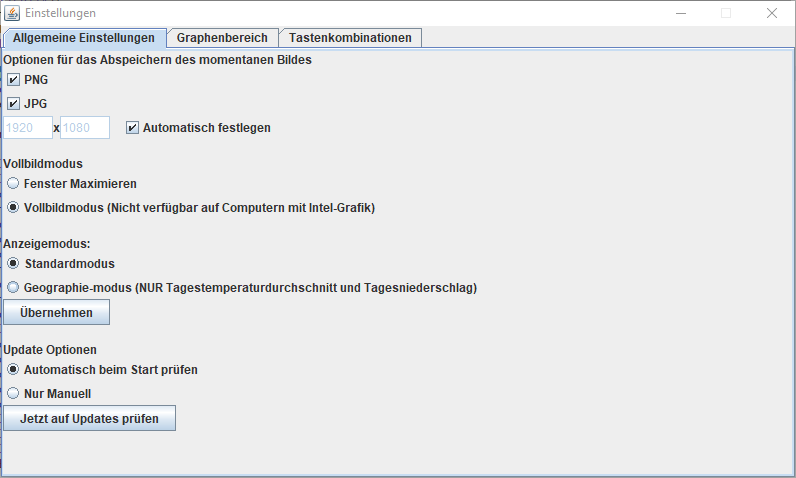 Einstellungen
Allgemeine Einstellungen Graphenbereich Tastenkombinationen
Optionen für das Abspeichern des momentanen Bildes
PNG
JPG
1920 x 1080 Automatisch festlegen
Vollbildmodus
Fenster Maximieren
Vollbildmodus (Nicht verfügbar auf Computern mit Intel-Grafik)
Anzeigemodus:
Standardmodus
Geographie-modus (NUR Tagestemperaturdurchschnitt und Tagesniederschlag)
Übernehmen
Update Optionen
Automatisch beim Start prüfen
Nur Manuell
Jetzt auf Updates prüfen